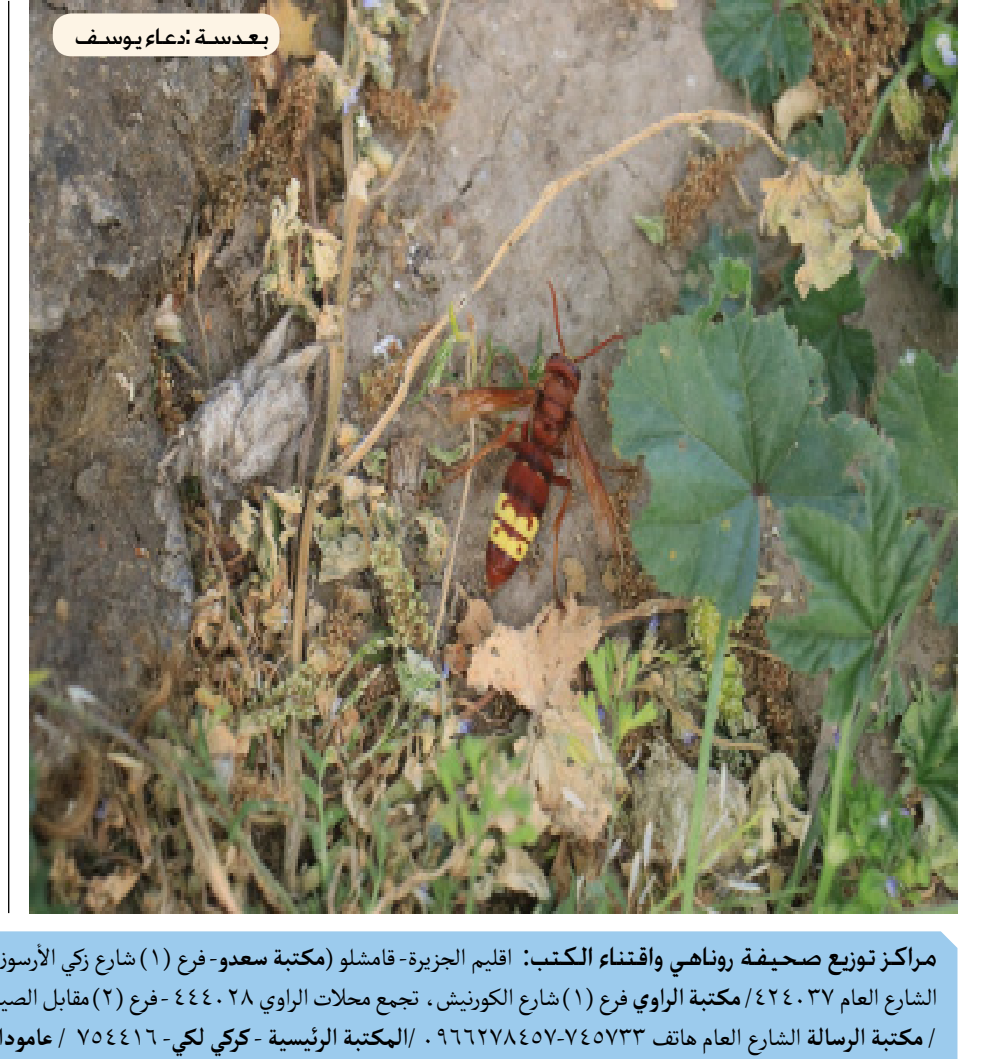 بعدسة :دعاء يوسف
مراكز توزيع صحيفة روناهي واقتناء الكتب: اقليم الجزيرة- قامشلو (مكتبة سعدو- فرع (١) شارع زكي الأرسوز
الشارع العام ٤٢٤٠٣٧/ مكتبة الراوي فرع (١) شارع الكورنيش، تجمع محلات الراوي ٤٤٤٠٢٨ - فرع (٢) مقابل
/ مكتبة الرسالة الشارع العام هاتف ٧٤٥٧٣٣-٠٩٦٦٢٧٨٤٥٧ /المكتبة الرئيسية - كركي لكي- ٧٥٤٤١٦ /